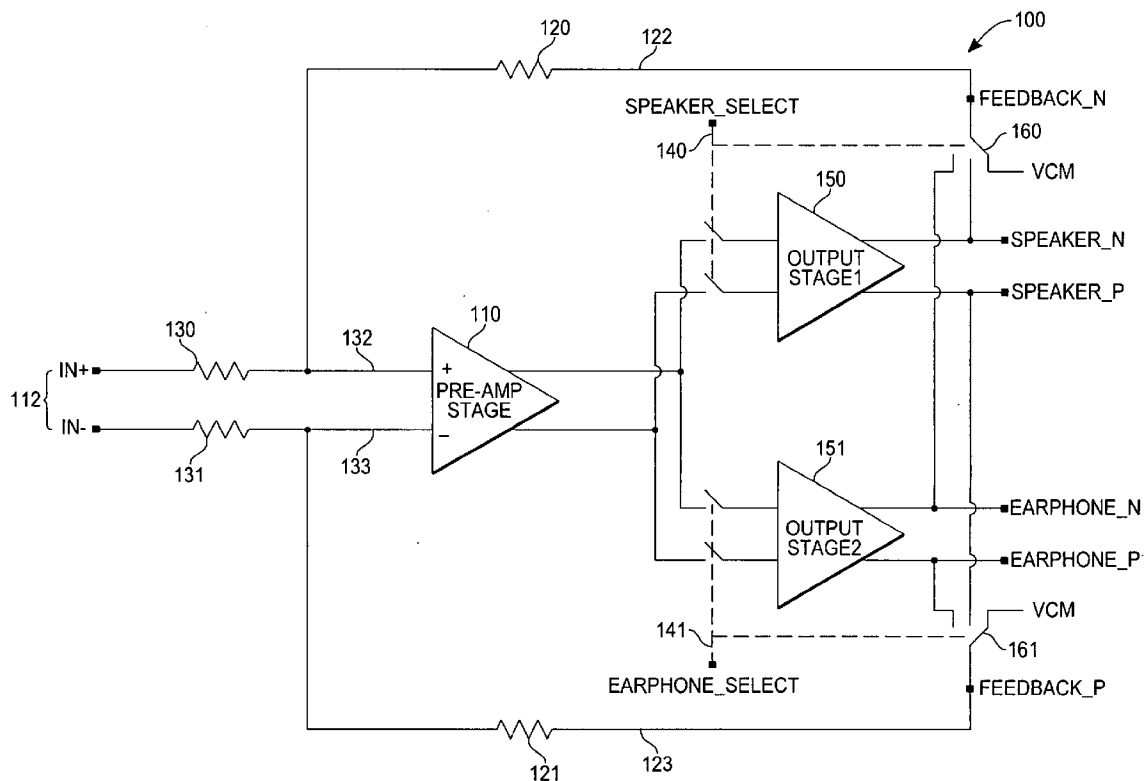 100
120
122
FEEDBACK_N
SPEAKER_SELECT
160
140
VCM
150
SPEAKER_N
OUTPUT
STAGE1
SPEAKER_P
110
130
132
IN+
+
PRE-AMP
STAGE
112
IN-
−
131
133
151
EARPHONE_N
OUTPUT
STAGE2
EARPHONE_P
VCM
141
161
EARPHONE_SELECT
FEEDBACK_P
121
123